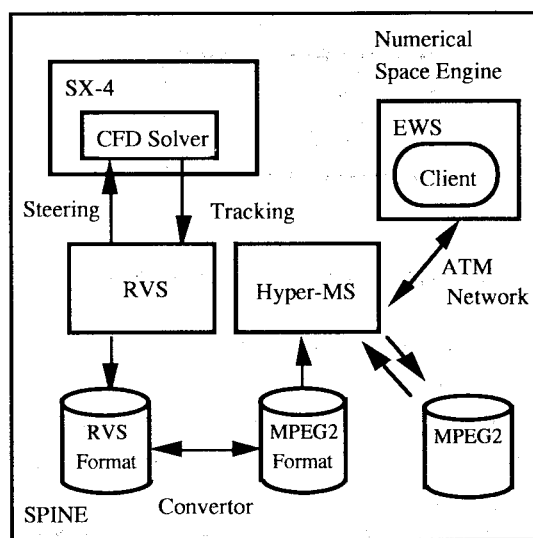 Numerical
Space Engine
SX-4
CFD Solver
EWS
Client
Steering
Tracking
RVS
Hyper-MS
ATM
Network
RVS
Format
MPEG2
Format
MPEG2
Convertor
SPINE